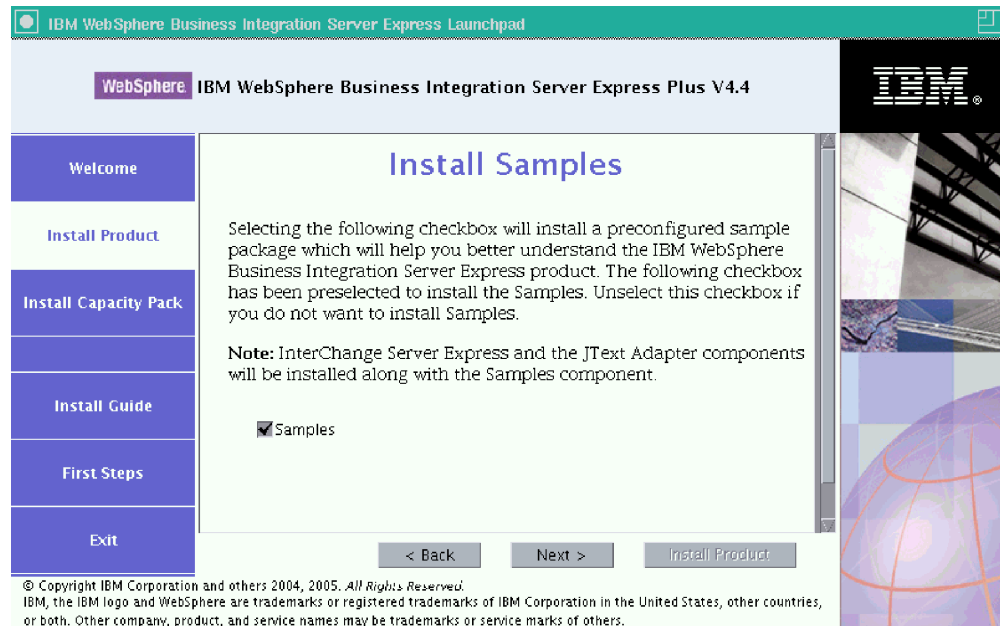 IBM WebSphere Business Integration Server Express Launchpad
WebSphere. IBM WebSphere Business Integration Server Express Plus V4.4
IBM®
Welcome
Install Product
Install Capacity Pack
Install Guide
First Steps
Exit
Install Samples
Selecting the following checkbox will install a preconfigured sample
package which will help you better understand the IBM WebSphere
Business Integration Server Express product. The following checkbox
has been preselected to install the Samples. Unselect this checkbox if
you do not want to install Samples.
Note: InterChange Server Express and the JText Adapter components
will be installed along with the Samples component.
Samples
< Back Next > Install Product
© Copyright IBM Corporation and others 2004, 2005. All Rights Reserved.
IBM, the IBM logo and WebSphere are trademarks or registered trademarks of IBM Corporation in the United States, other countries,
or both. Other company, product, and service names may be trademarks or service marks of others.